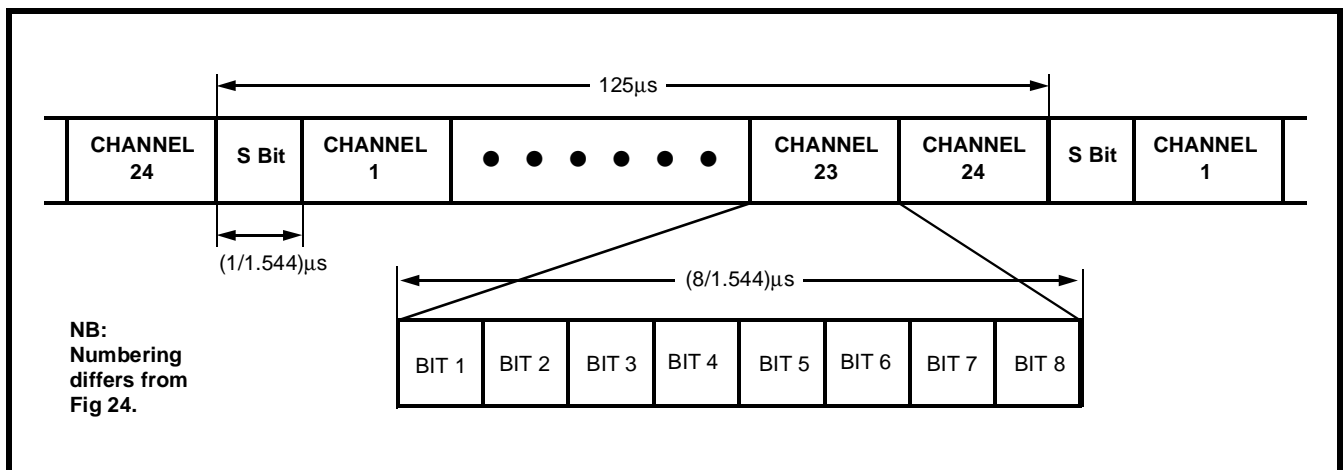 125µs
CHANNEL 24
S Bit
CHANNEL 1
CHANNEL 23
CHANNEL 24
S Bit
CHANNEL 1
(1/1.544)µs
(8/1.544)µs
BIT 1
BIT 2
BIT 3
BIT 4
BIT 5
BIT 6
BIT 7
BIT 8
NB:
Numbering
differs from
Fig 24.